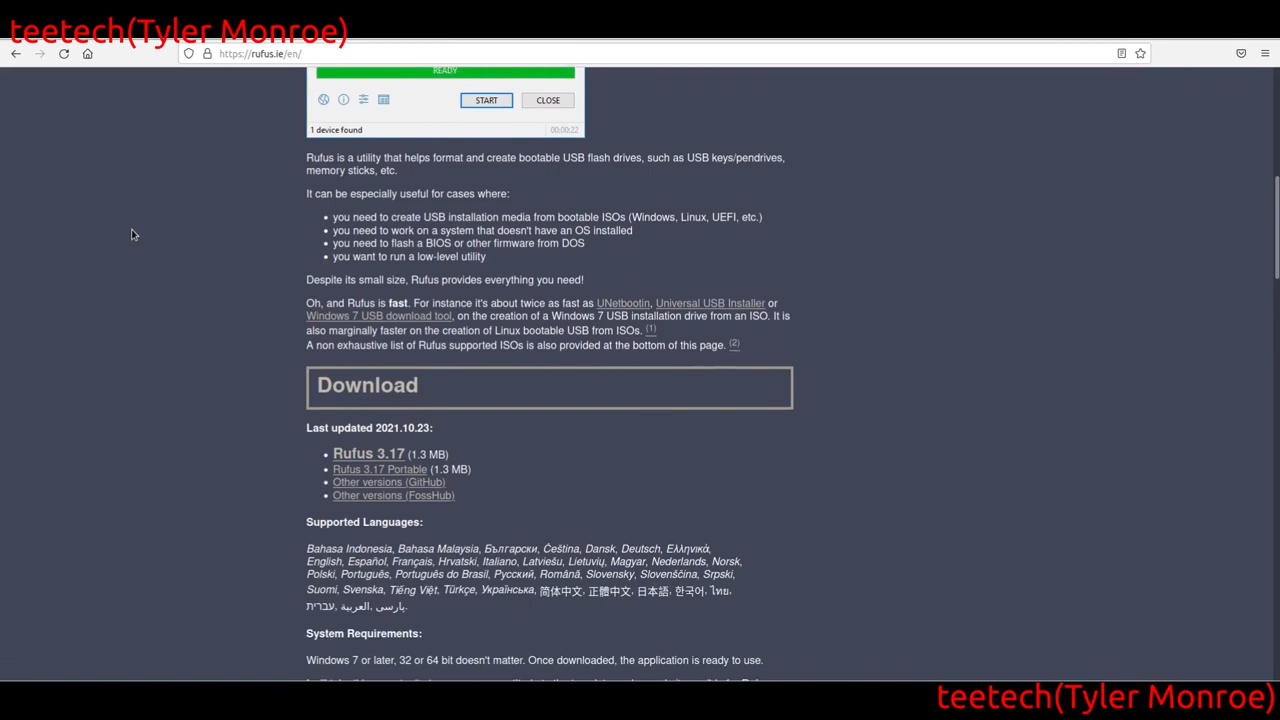 teetech(Tyler Monroe)
https://rufus.ie/en/
READY
START
CLOSE
1 device found
00:00:22
Rufus is a utility that helps format and create bootable USB flash drives, such as USB keys/pendrives,
memory sticks, etc.
It can be especially useful for cases where:
• you need to create USB installation media from bootable ISOs (Windows, Linux, UEFI, etc.)
• you need to work on a system that doesn't have an OS installed
• you need to flash a BIOS or other firmware from DOS
• you want to run a low-level utility
Despite its small size, Rufus provides everything you need!
Oh, and Rufus is fast. For instance it's about twice as fast as UNetbootin, Universal USB Installer or
Windows 7 USB download tool, on the creation of a Windows 7 USB installation drive from an ISO. It is
also marginally faster on the creation of Linux bootable USB from ISOs. (1)
A non exhaustive list of Rufus supported ISOs is also provided at the bottom of this page. (2)
Download
Last updated 2021.10.23:
• Rufus 3.17 (1.3 MB)
• Rufus 3.17 Portable (1.3 MB)
• Other versions (GitHub)
• Other versions (FossHub)
Supported Languages:
Bahasa Indonesia, Bahasa Malaysia, Български, Čeština, Dansk, Deutsch, Ελληνικά,
English, Español, Français, Hrvatski, Italiano, Latviešu, Lietuvių, Magyar, Nederlands, Norsk,
Polski, Português, Português do Brasil, Русский, Română, Slovensky, Slovenščina, Srpski,
Suomi, Svenska, Tiếng Việt, Türkçe, Українська, 简体中文, 正體中文, 日本語, 한국어, ไทย,
עברית, العربية, پارسی.
System Requirements:
Windows 7 or later, 32 or 64 bit doesn't matter. Once downloaded, the application is ready to use.
teetech(Tyler Monroe)